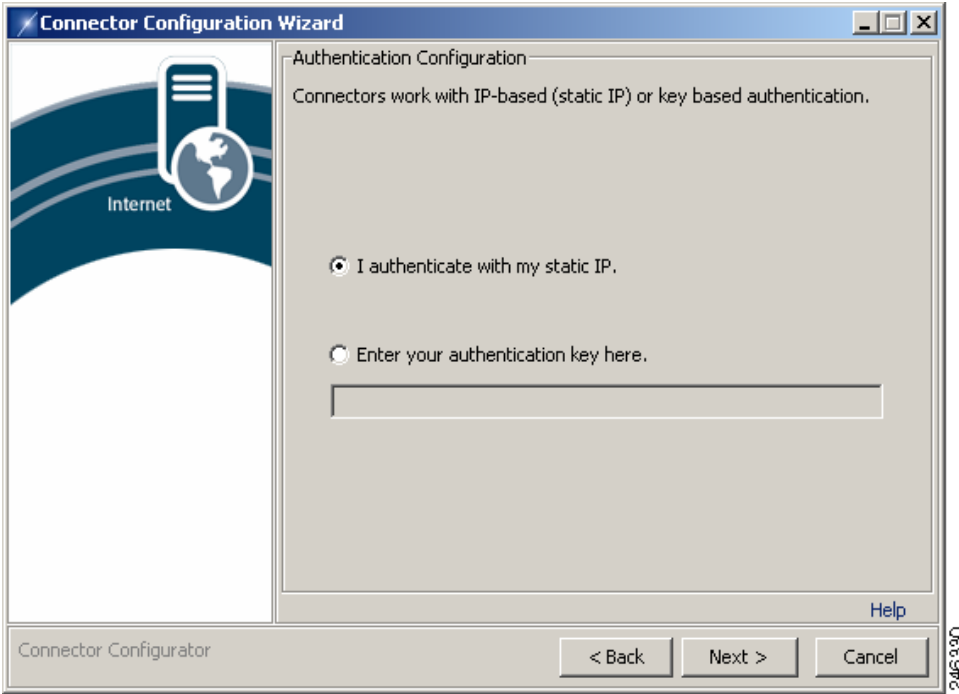 Connector Configuration Wizard
Authentication Configuration
Connectors work with IP-based (static IP) or key based authentication.
Internet
I authenticate with my static IP.
Enter your authentication key here.
Help
Connector Configurator
< Back
Next >
Cancel
246330